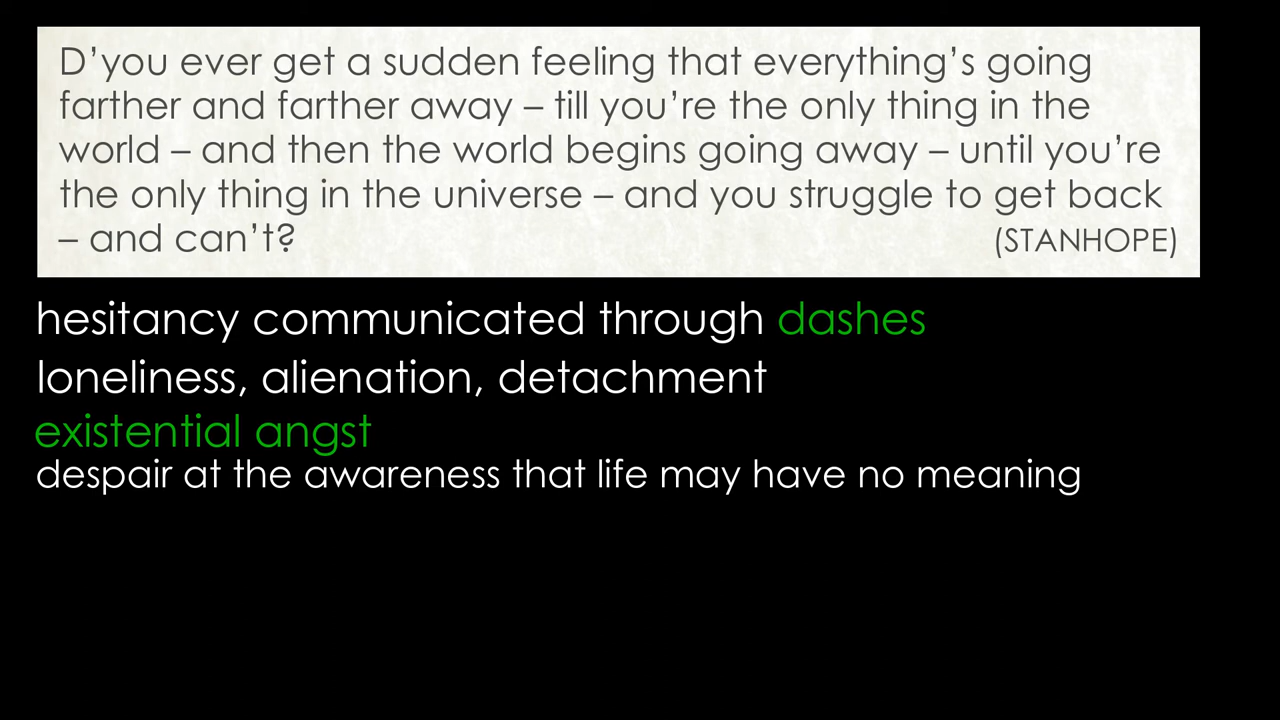 D’you ever get a sudden feeling that everything’s going
farther and farther away – till you’re the only thing in the
world – and then the world begins going away – until you’re
the only thing in the universe – and you struggle to get back
– and can’t? (STANHOPE)
hesitancy communicated through dashes
loneliness, alienation, detachment
existential angst
despair at the awareness that life may have no meaning